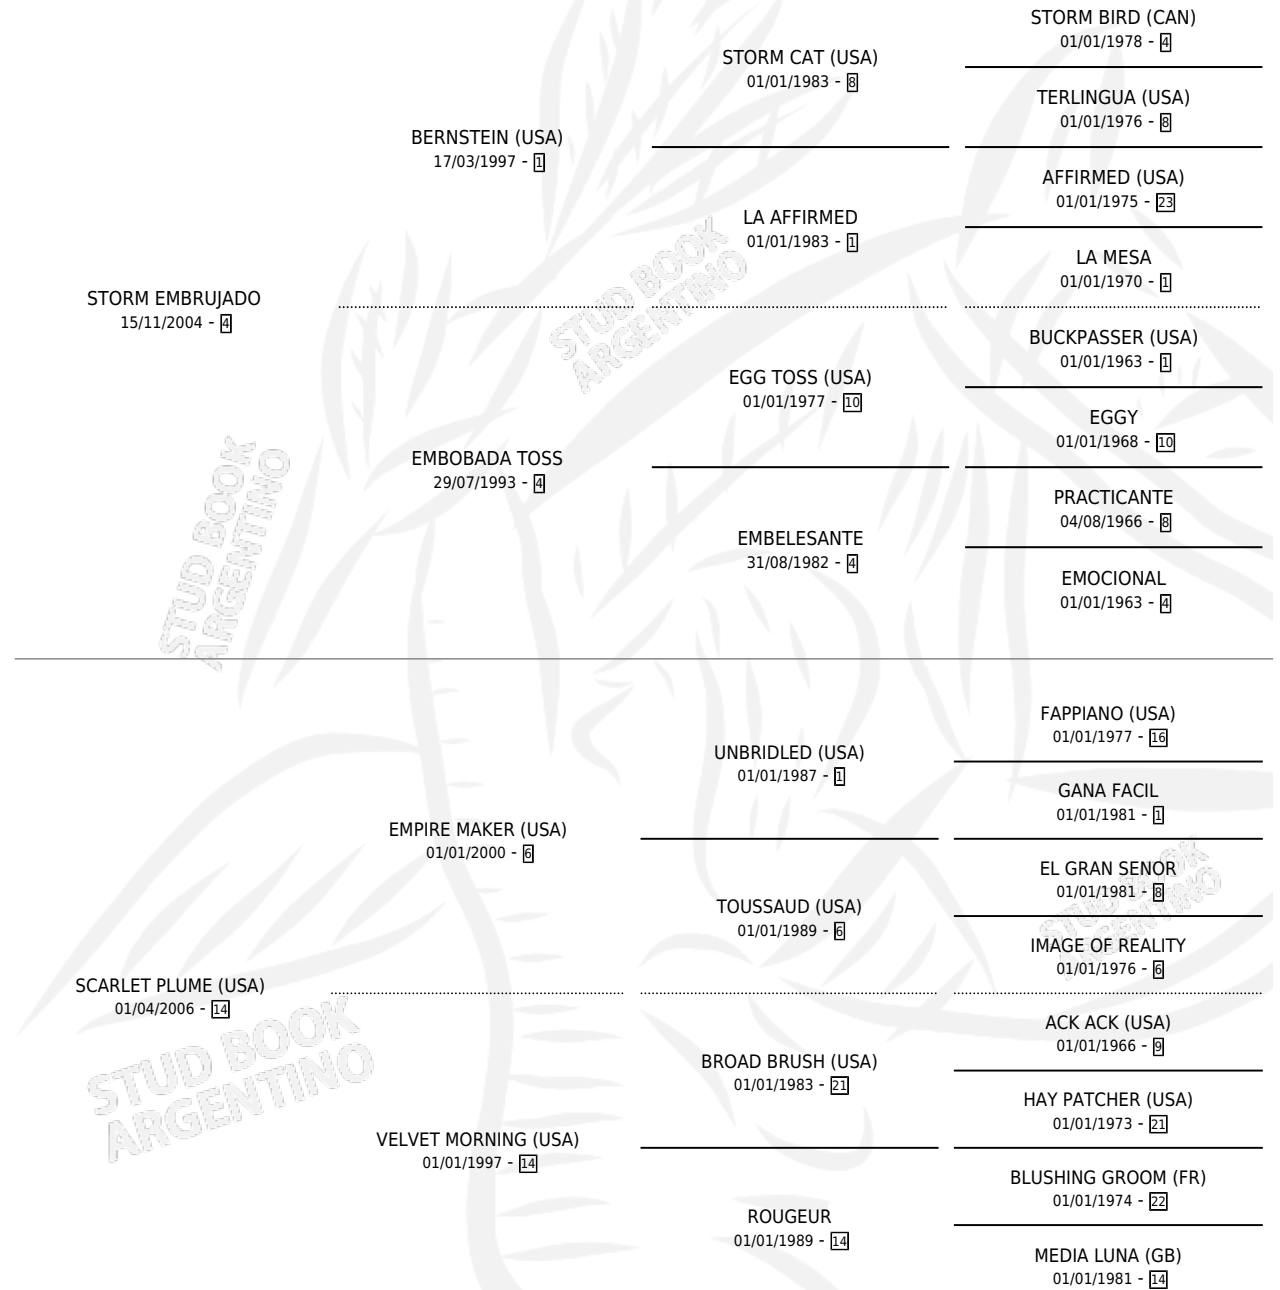 STORM BIRD (CAN)
01/01/1978 - 4
STORM CAT (USA)
01/01/1983 - 8
TERLINGUA (USA)
01/01/1976 - 8
BERNSTEIN (USA)
17/03/1997 - 1
AFFIRMED (USA)
01/01/1975 - 23
LA AFFIRMED
01/01/1983 - 1
LA MESA
01/01/1970 - 1
STORM EMBRUJADO
15/11/2004 - 4
BUCKPASSER (USA)
01/01/1963 - 1
EGG TOSS (USA)
01/01/1977 - 10
EGGY
01/01/1968 - 10
EMBOBADA TOSS
29/07/1993 - 4
PRACTICANTE
04/08/1966 - 8
EMBELESANTE
31/08/1982 - 4
EMOCIONAL
01/01/1963 - 4
FAPPIANO (USA)
01/01/1977 - 16
UNBRIDLED (USA)
01/01/1987 - 1
GANA FACIL
01/01/1981 - 1
EMPIRE MAKER (USA)
01/01/2000 - 6
EL GRAN SENOR
01/01/1981 - 8
TOUSSAUD (USA)
01/01/1989 - 6
IMAGE OF REALITY
01/01/1976 - 6
SCARLET PLUME (USA)
01/04/2006 - 14
ACK ACK (USA)
01/01/1966 - 9
BROAD BRUSH (USA)
01/01/1983 - 21
HAY PATCHER (USA)
01/01/1973 - 21
VELVET MORNING (USA)
01/01/1997 - 14
BLUSHING GROOM (FR)
01/01/1974 - 22
ROUGEUR
01/01/1989 - 14
MEDIA LUNA (GB)
01/01/1981 - 14
STUD BOOK
ARGENTINO
STUD BOOK
ARGENTINO
STUD BOOK
ARGENTINO
STUD BOOK
ARGENTINO